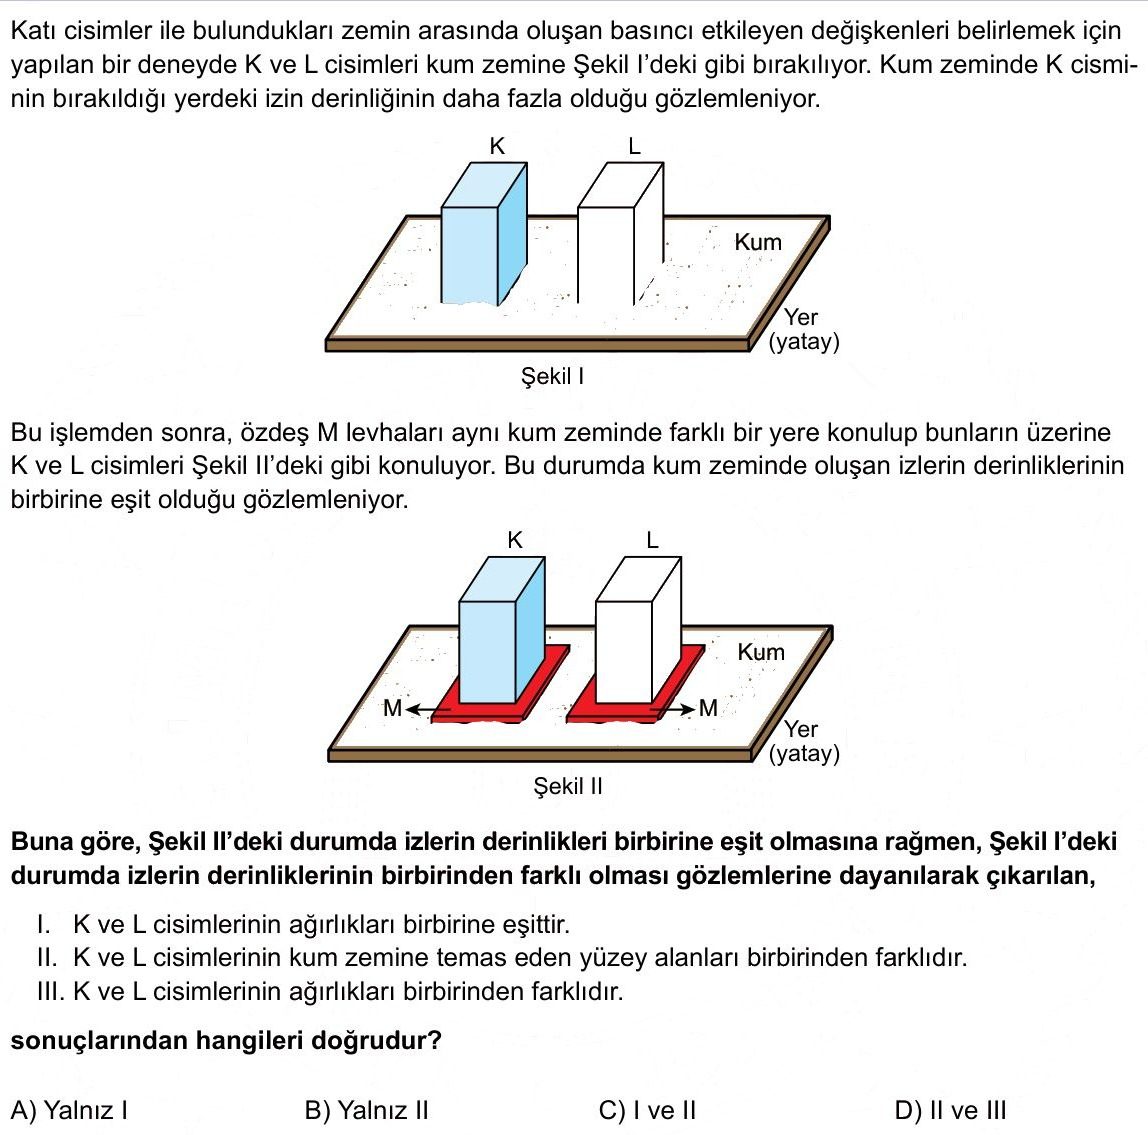 Katı cisimler ile bulundukları zemin arasında oluşan basıncı etkileyen değişkenleri belirlemek için
yapılan bir deneyde K ve L cisimleri kum zemine Şekil I’deki gibi bırakılıyor. Kum zeminde K cismi-
nin bırakıldığı yerdeki izin derinliğinin daha fazla olduğu gözlemleniyor.
K
L
Kum
Yer
(yatay)
Şekil I
Bu işlemden sonra, özdeş M levhaları aynı kum zeminde farklı bir yere konulup bunların üzerine
K ve L cisimleri Şekil II’deki gibi konuluyor. Bu durumda kum zeminde oluşan izlerin derinliklerinin
birbirine eşit olduğu gözlemleniyor.
K
L
Kum
M
M
Yer
(yatay)
Şekil II
Buna göre, Şekil II’deki durumda izlerin derinlikleri birbirine eşit olmasına rağmen, Şekil I’deki
durumda izlerin derinliklerinin birbirinden farklı olması gözlemlerine dayanılarak çıkarılan,
I. K ve L cisimlerinin ağırlıkları birbirine eşittir.
II. K ve L cisimlerinin kum zemine temas eden yüzey alanları birbirinden farklıdır.
III. K ve L cisimlerinin ağırlıkları birbirinden farklıdır.
sonuçlarından hangileri doğrudur?
A) Yalnız I
B) Yalnız II
C) I ve II
D) II ve III